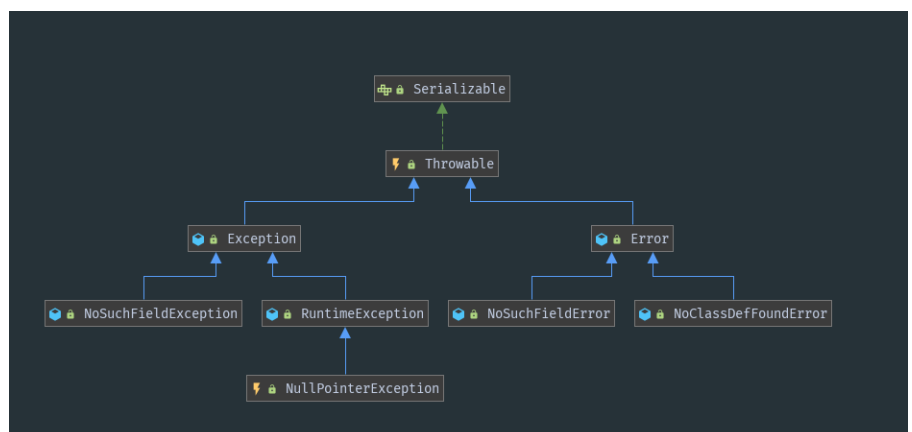 Serializable
Throwable
Exception
Error
NoSuchFieldException
RuntimeException
NoSuchFieldError
NoClassDefFoundError
NullPointerException